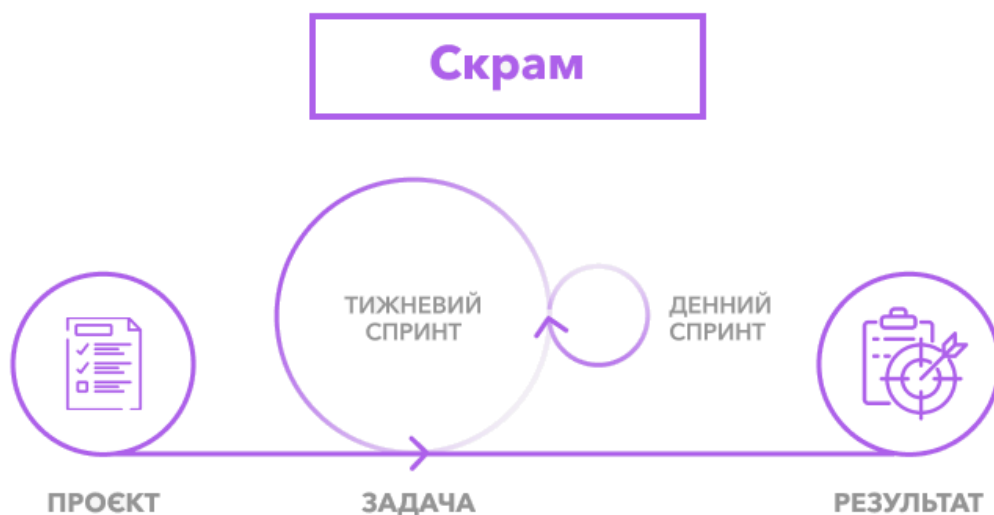 Скрам
ТИЖНЕВИЙ
СПРИНТ
ДЕННИЙ
СПРИНТ
ПРОЄКТ
ЗАДАЧА
РЕЗУЛЬТАТ